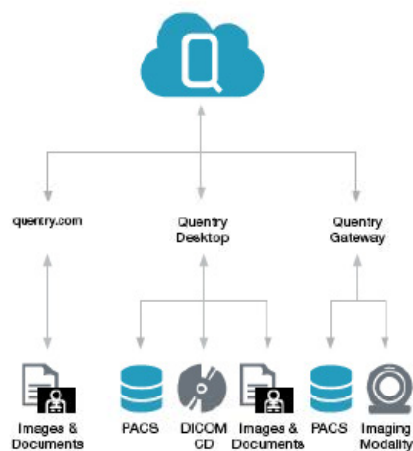 Q
quentry.com
Quentry
Desktop
Quentry
Gateway
Images &
Documents
PACS
DICOM
CD
Images &
Documents
PACS
Imaging
Modality